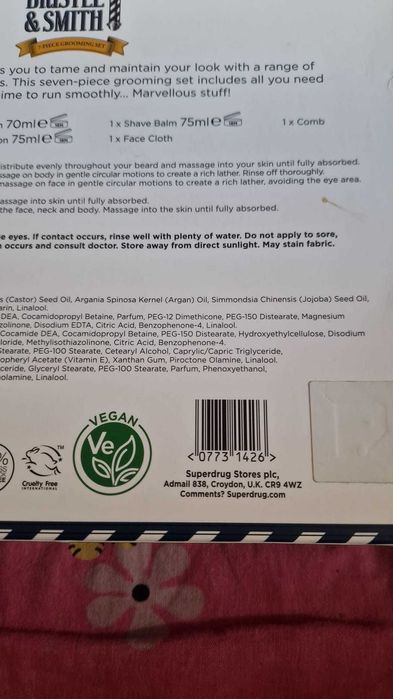 BRISTLE
& SMITH
7-PIECE GROOMING SET
s you to tame and maintain your look with a range of
s. This seven-piece grooming set includes all you need
ime to run smoothly... Marvellous stuff!
70ml e 1 x Shave Balm 75ml e 1 x Comb
on 75ml e 1 x Face Cloth
istribute evenly throughout your beard and massage into your skin until fully absorbed.
ssage on body in gentle circular motions to create a rich lather. Rinse off thoroughly.
massage on face in gentle circular motions to create a rich lather, avoiding the eye area.
assage into skin until fully absorbed.
the face, neck and body. Massage into the skin until fully absorbed.
e eyes. If contact occurs, rinse well with plenty of water. Do not apply to sore,
n occurs and consult doctor. Store away from direct sunlight. May stain fabric.
s (Castor) Seed Oil, Argania Spinosa Kernel (Argan) Oil, Simmondsia Chinensis (Jojoba) Seed Oil,
arin, Linalool.
DEA, Cocamidopropyl Betaine, Parfum, PEG-12 Dimethicone, PEG-150 Distearate, Magnesium
zolinone, Disodium EDTA, Citric Acid, Benzophenone-4, Linalool.
Cocamide DEA, Cocamidopropyl Betaine, PEG-150 Distearate, Hydroxyethylcellulose, Disodium
loride, Methylisothiazolinone, Citric Acid, Benzophenone-4.
Stearate, PEG-100 Stearate, Cetearyl Alcohol, Caprylic/Capric Triglyceride,
opheryl Acetate (Vitamin E), Xanthan Gum, Piroctone Olamine, Linalool.
ceride, Glyceryl Stearate, PEG-100 Stearate, Parfum, Phenoxyethanol,
olamine, Linalool.
%
Cruelty Free
INTERNATIONAL
TM
VEGAN
Ve
<0773 1426>
Superdrug Stores plc,
Admail 838, Croydon, U.K. CR9 4WZ
Comments? Superdrug.com